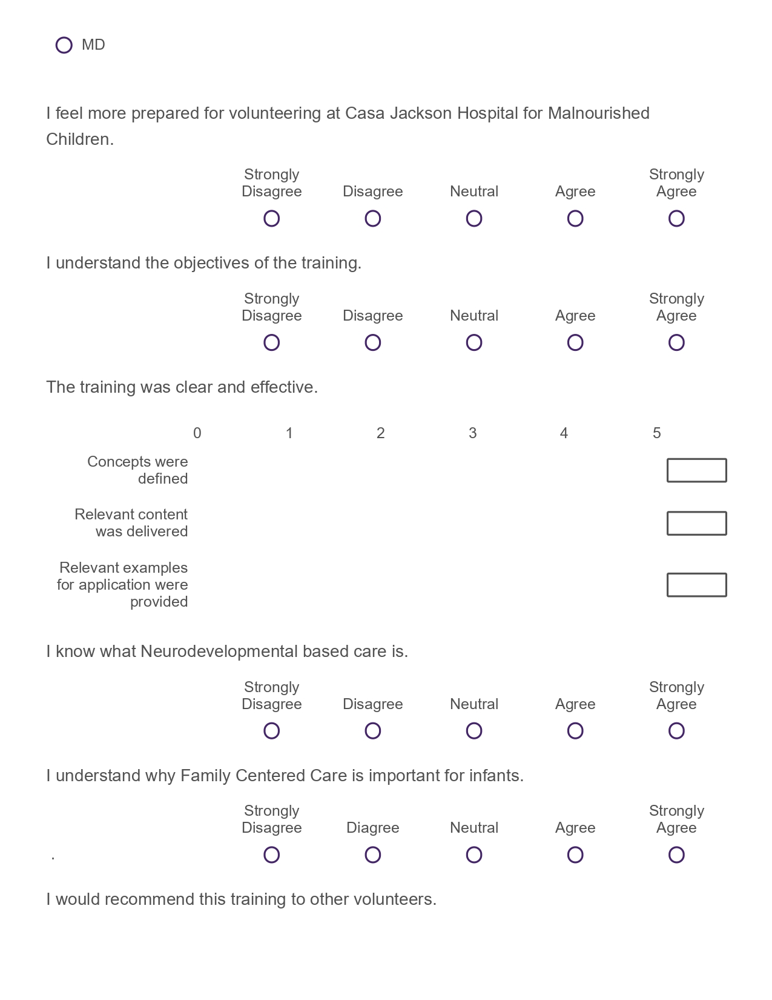 MD
I feel more prepared for volunteering at Casa Jackson Hospital for Malnourished
Children.
Strongly
Disagree Disagree Neutral Agree Strongly
Agree
I understand the objectives of the training.
Strongly
Disagree Disagree Neutral Agree Strongly
Agree
The training was clear and effective.
0 1 2 3 4 5
Concepts were
defined
Relevant content
was delivered
Relevant examples
for application were
provided
I know what Neurodevelopmental based care is.
Strongly
Disagree Disagree Neutral Agree Strongly
Agree
I understand why Family Centered Care is important for infants.
Strongly
Disagree Diagree Neutral Agree Strongly
Agree
.
I would recommend this training to other volunteers.